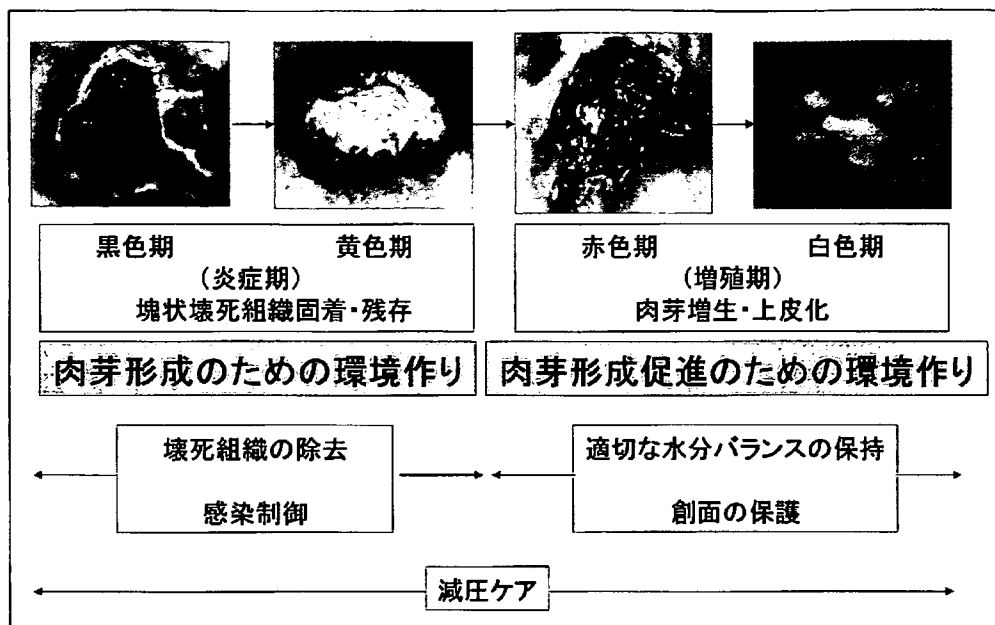 黒色期 黄色期
(炎症期)
塊状壊死組織固着・残存
赤色期 白色期
(増殖期)
肉芽増生・上皮化
肉芽形成のための環境作り
肉芽形成促進のための環境作り
壊死組織の除去
感染制御
適切な水分バランスの保持
創面の保護
減圧ケア